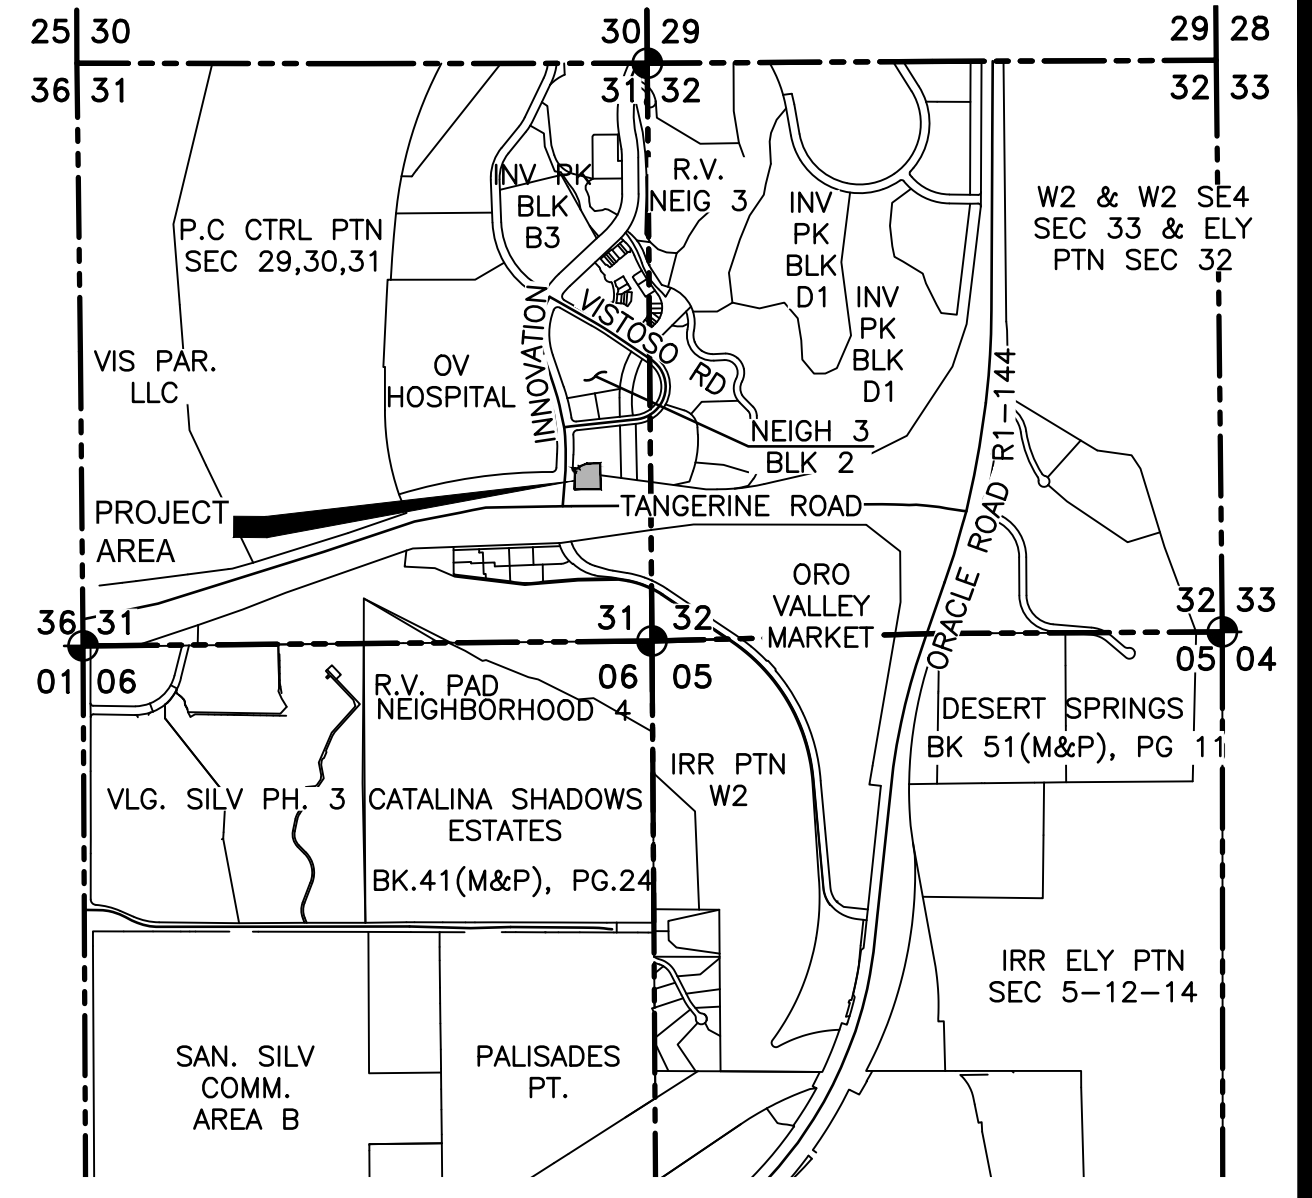 25 30
30 29
29 28
36 31
31 32
32 33
INV PK
BLK
B3
R.V.
NEIG 3
INV
PK
BLK
D1
W2 & W2 SE4
SEC 33 & ELY
PTN SEC 32
P.C CTRL PTN
SEC 29,30,31
INV
PK
BLK
D1
VIS PAR.
LLC
OV
HOSPITAL
INNOVATION
VISTOSO RD
NEIGH 3
BLK 2
ORACLE ROAD R1-144
PROJECT
AREA
TANGERINE ROAD
ORO
VALLEY
MARKET
36 31
31 32
32 33
01 06
06 05
05 04
R.V. PAD
NEIGHBORHOOD 4
DESERT SPRINGS
BK 51(M&P), PG 11
IRR PTN
W2
VLG. SILV PH. 3
CATALINA SHADOWS
ESTATES
BK.41(M&P), PG.24
IRR ELY PTN
SEC 5-12-14
SAN. SILV
COMM.
AREA B
PALISADES
PT.